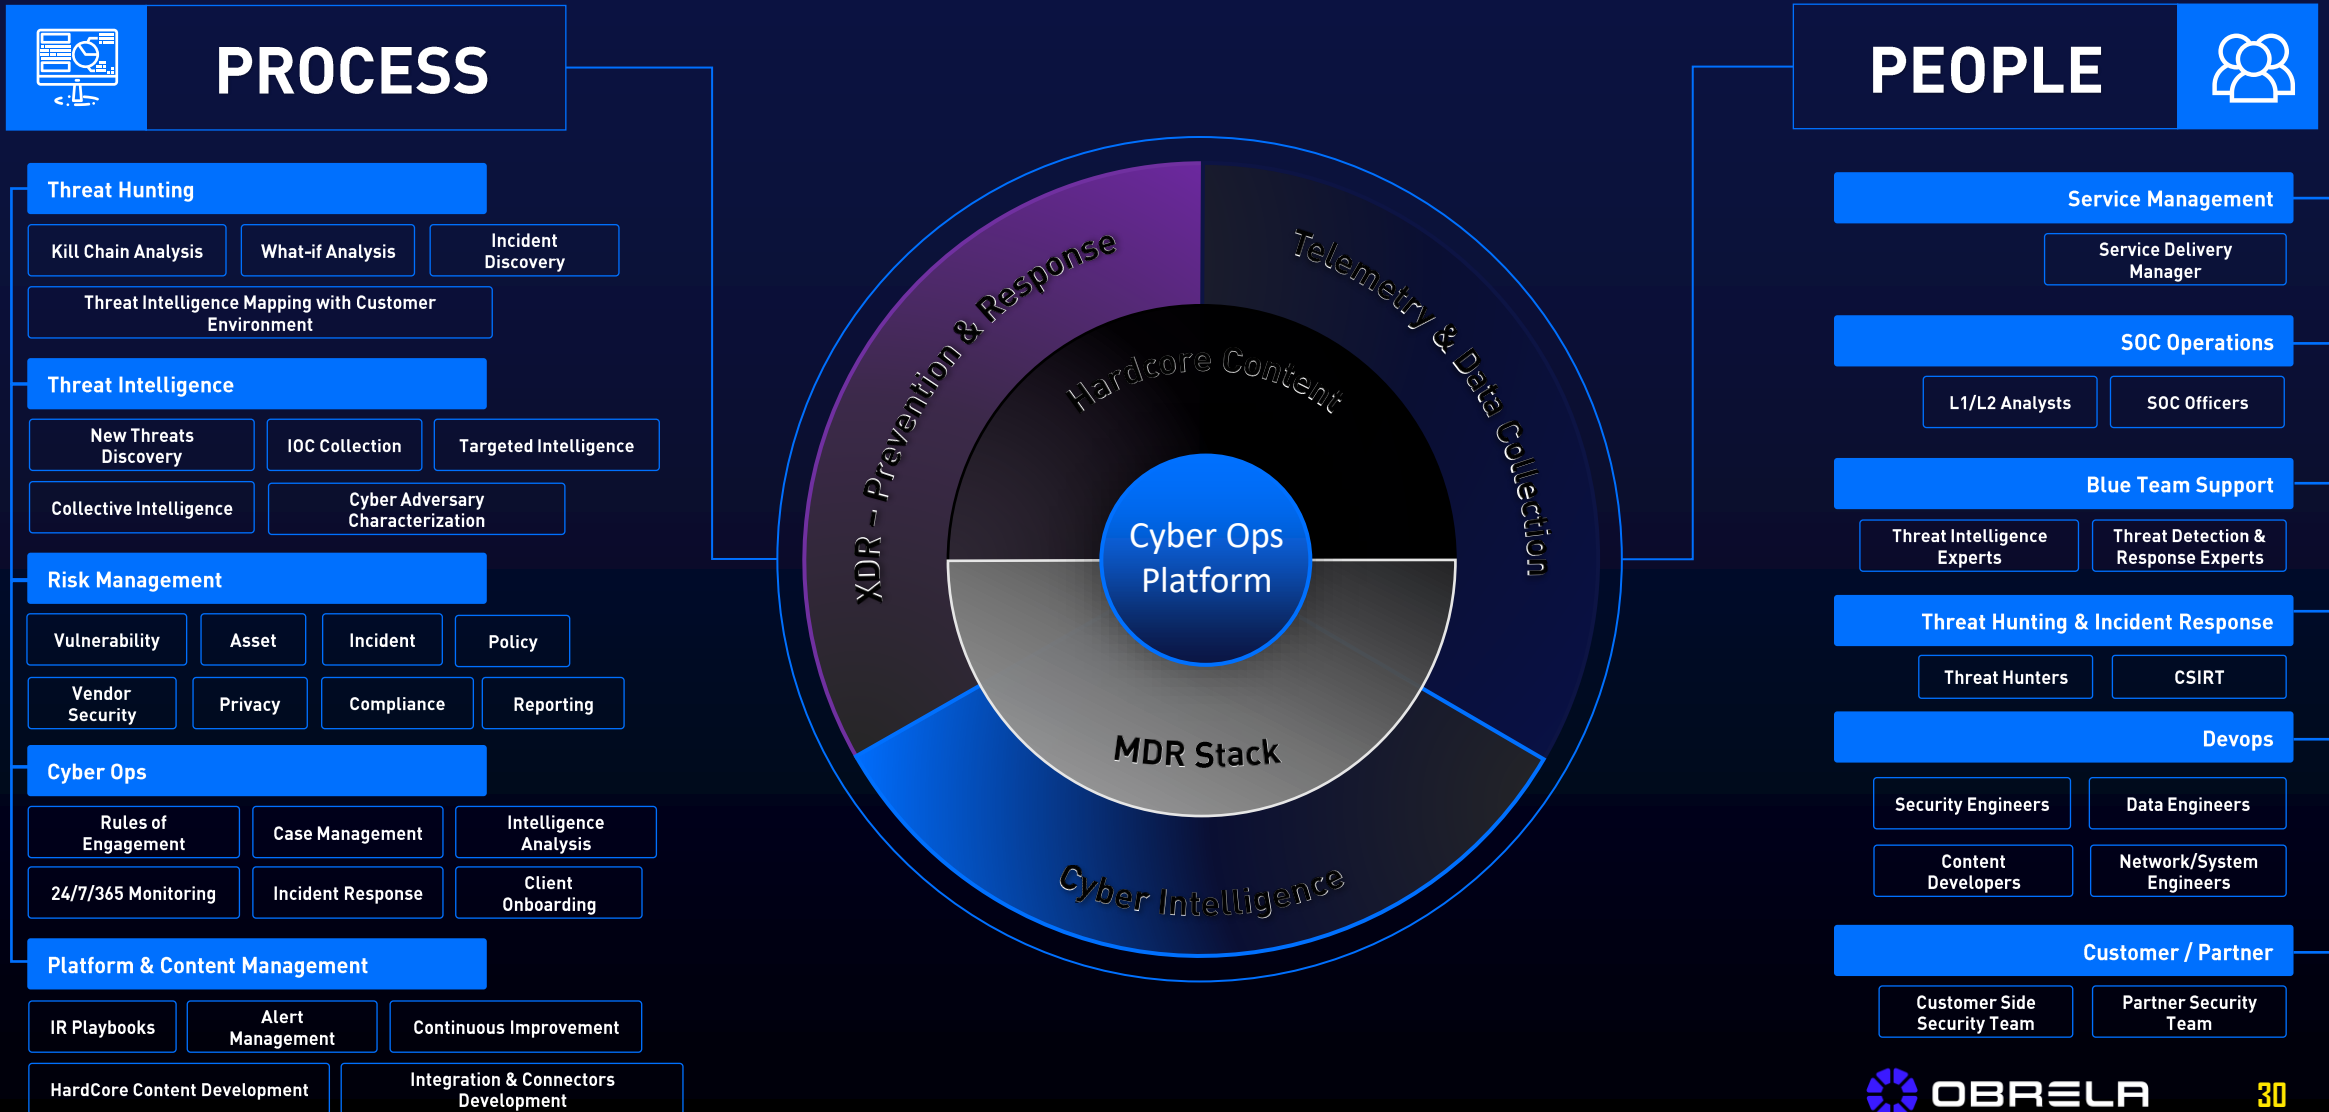 PROCESS
Threat Hunting
Kill Chain Analysis
What-if Analysis
Incident
Discovery
Threat Intelligence Mapping with Customer
Environment
Threat Intelligence
New Threats
Discovery
IOC Collection
Targeted Intelligence
Collective Intelligence
Cyber Adversary
Characterization
Risk Management
Vulnerability
Asset
Incident
Policy
Vendor
Security
Privacy
Compliance
Reporting
Cyber Ops
Rules of
Engagement
Case Management
Intelligence
Analysis
24/7/365 Monitoring
Incident Response
Client
Onboarding
Platform & Content Management
IR Playbooks
Alert
Management
Continuous Improvement
HardCore Content Development
Integration & Connectors
Development
XDR – Prevention & Response
Telemetry & Data Collection
Hardcore Content
Cyber Ops
Platform
MDR Stack
Cyber Intelligence
PEOPLE
Service Management
Service Delivery
Manager
SOC Operations
L1/L2 Analysts
SOC Officers
Blue Team Support
Threat Intelligence
Experts
Threat Detection &
Response Experts
Threat Hunting & Incident Response
Threat Hunters
CSIRT
Devops
Security Engineers
Data Engineers
Content
Developers
Network/System
Engineers
Customer / Partner
Customer Side
Security Team
Partner Security
Team
OBRELA
30